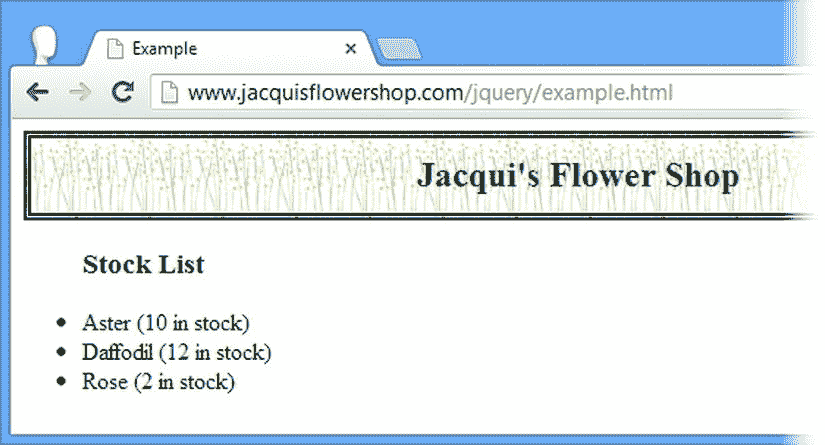 Example
www.jacquisflowershop.com/jquery/example.html
Jacqui's Flower Shop
Stock List
Aster (10 in stock)
Daffodil (12 in stock)
Rose (2 in stock)